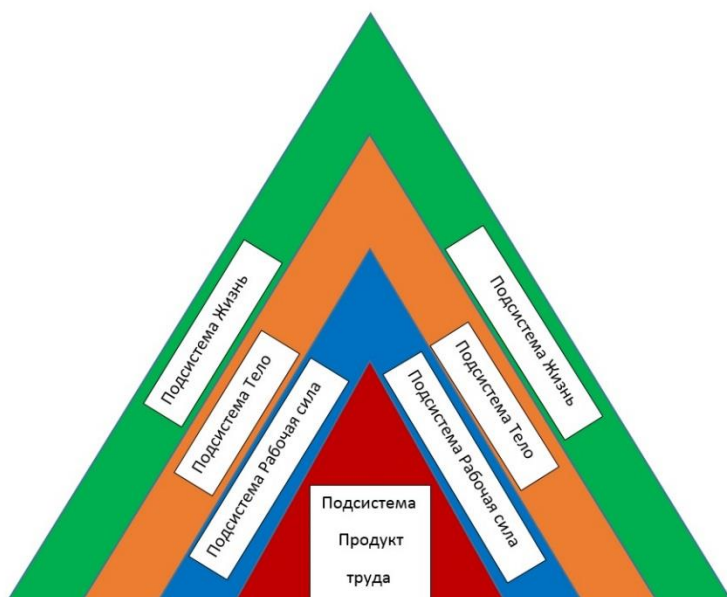 Подсистема Жизнь
Подсистема Жизнь
Подсистема Тело
Подсистема Тело
Подсистема Рабочая сила
Подсистема Рабочая сила
Подсистема
Продукт
труда